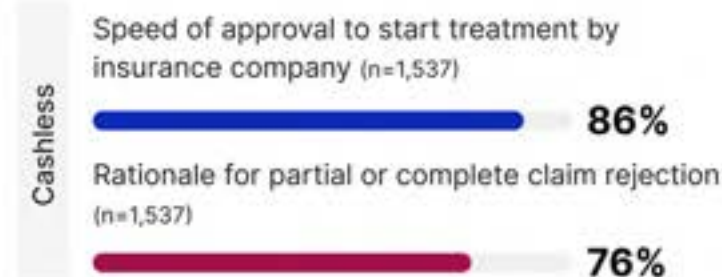 Cashless
Speed of approval to start treatment by
insurance company (n=1,537)
86%
Rationale for partial or complete claim rejection
(n=1,537)
76%